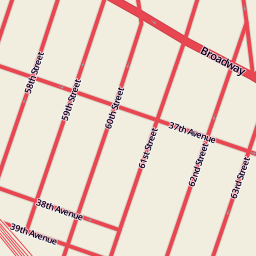 Broadway
58th Street
59th Street
60th Street
37th Avenue
61st Street
62nd Street
63rd Street
38th Avenue
39th Avenue